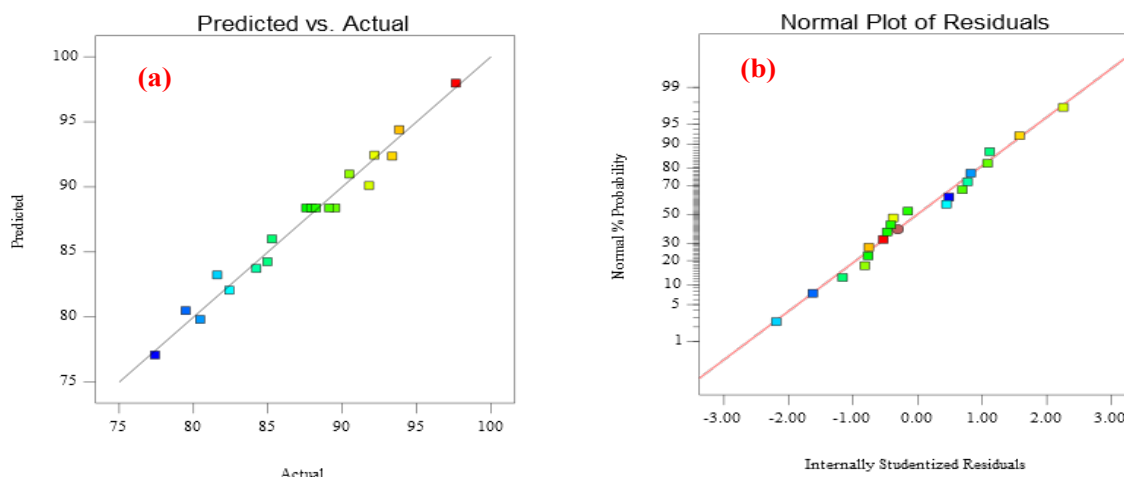 Predicted vs. Actual
(a)
Predicted
100
95
90
85
80
75
75 80 85 90 95 100
Actual
Normal Plot of Residuals
(b)
Normal % Probability
99
95
90
80
70
50
30
20
10
5
1
-3.00 -2.00 -1.00 0.00 1.00 2.00 3.00
Internally Studentized Residuals